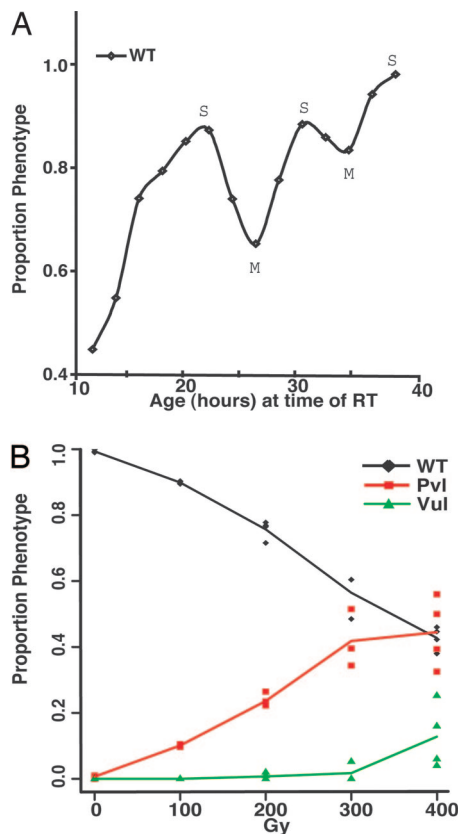 A
WT
Proportion Phenotype
1.0
0.8
0.6
0.4
S
M
S
M
S
10
20
30
40
Age (hours) at time of RT
B
WT
Pvl
Vul
Proportion Phenotype
1.0
0.8
0.6
0.4
0.2
0.0
0
100
200
300
400
Gy